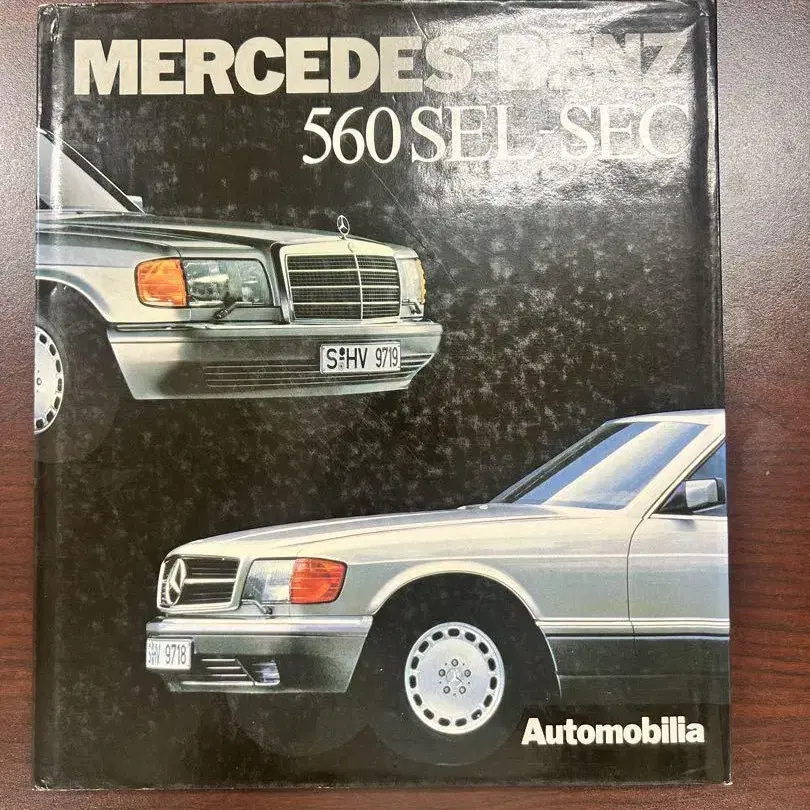 MERCEDES-BENZ
560 SEL-SEC
S HV 9719
S HV 9718
Automobilia